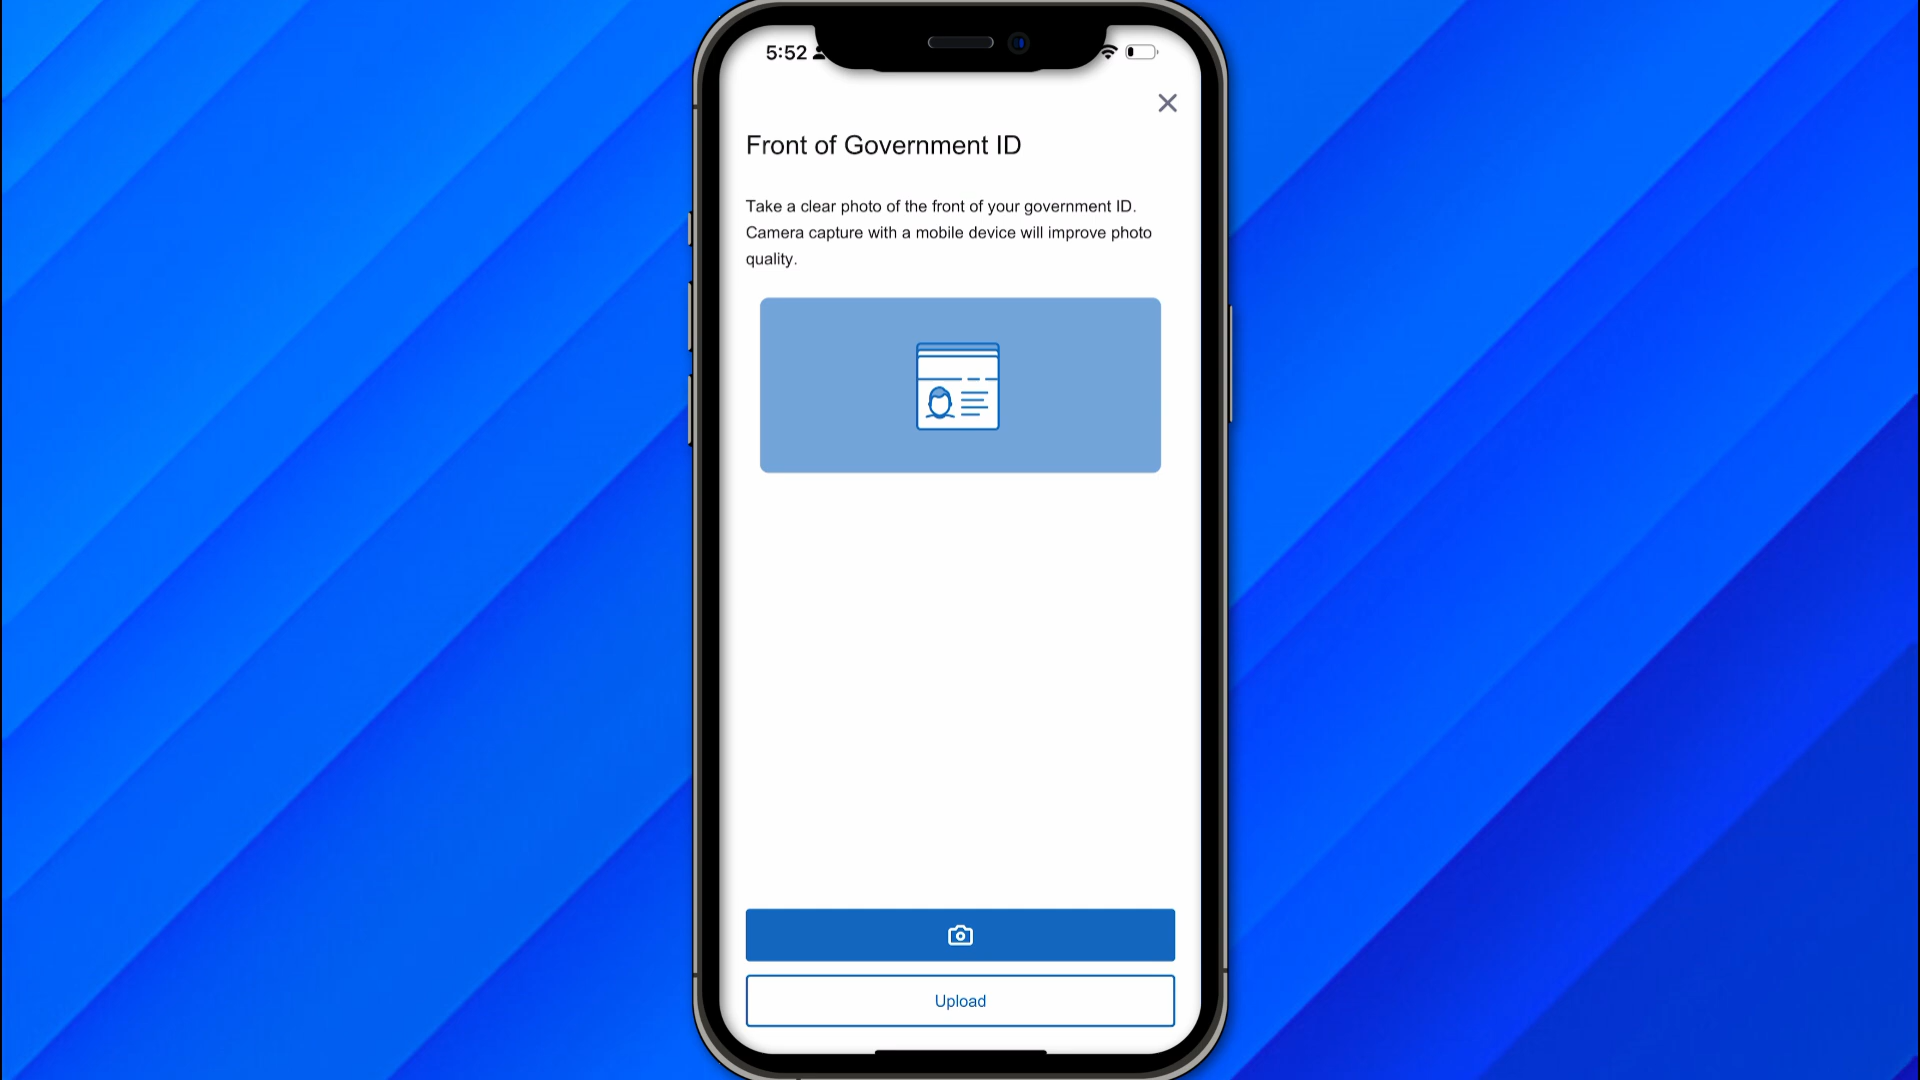 5:52
Front of Government ID
Take a clear photo of the front of your government ID.
Camera capture with a mobile device will improve photo
quality.
Upload